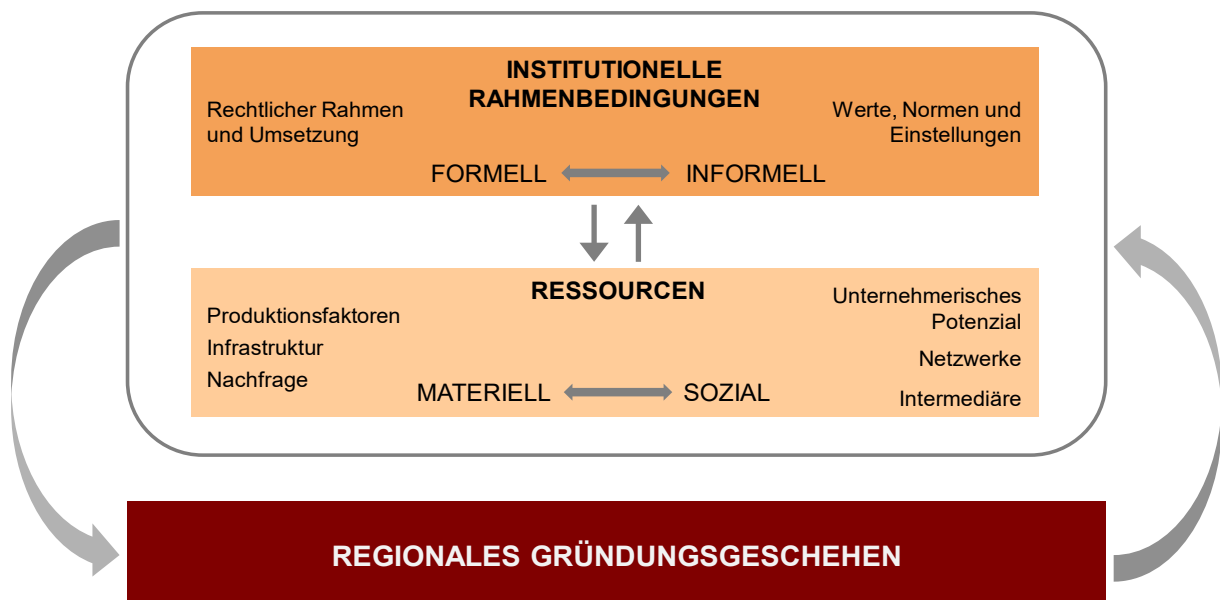 INSTITUTIONELLE
RAHMENBEDINGUNGEN
Rechtlicher Rahmen
und Umsetzung
Werte, Normen und
Einstellungen
FORMELL
INFORMELL
RESSOURCEN
Produktionsfaktoren
Infrastruktur
Nachfrage
Unternehmerisches
Potenzial
Netzwerke
Intermediäre
MATERIELL
SOZIAL
REGIONALES GRÜNDUNGSGESCHEHEN